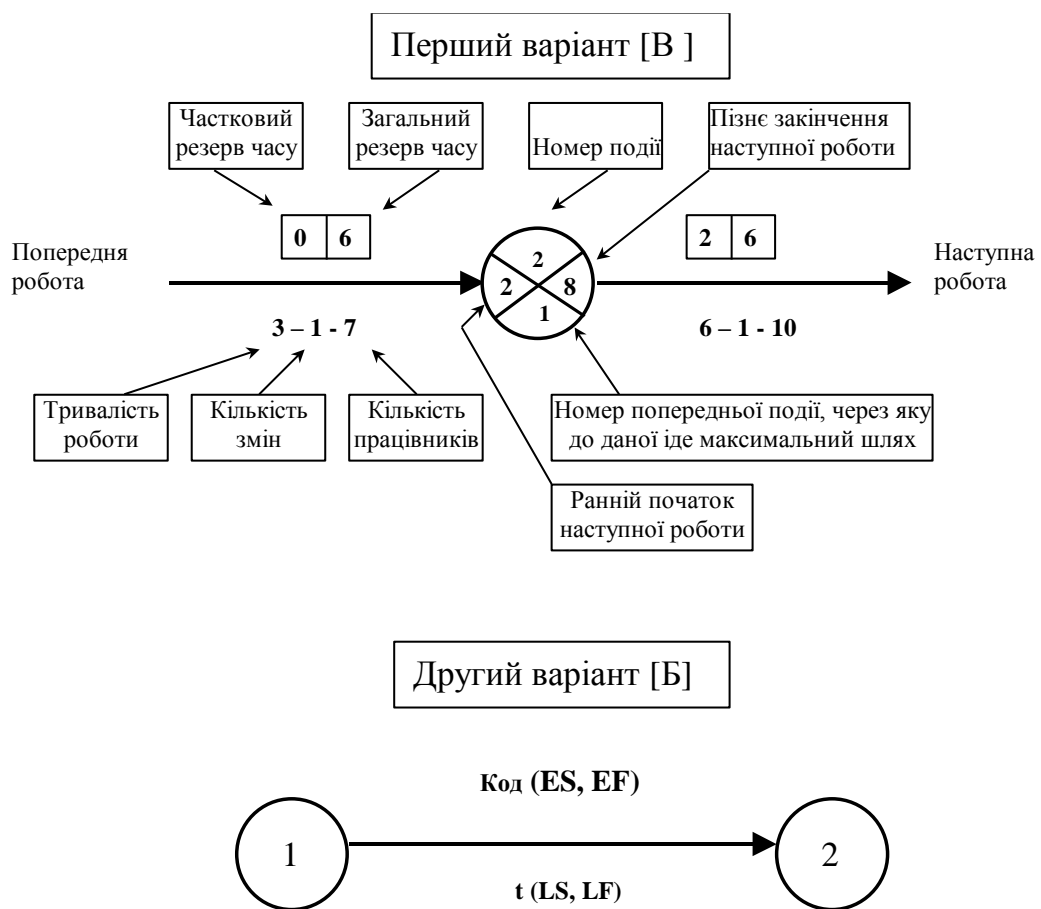 Перший варіант [В ]
Частковий
резерв часу
Загальний
резерв часу
Номер події
Пізнє закінчення
наступної роботи
0 6
2 6
Попередня
робота
2
2 8
1
Наступна
робота
3 – 1 - 7
6 – 1 - 10
Тривалість
роботи
Кількість
змін
Кількість
працівників
Номер попередньої події, через яку
до даної іде максимальний шлях
Ранній початок
наступної роботи
Другий варіант [Б]
Код (ES, EF)
1
2
t (LS, LF)